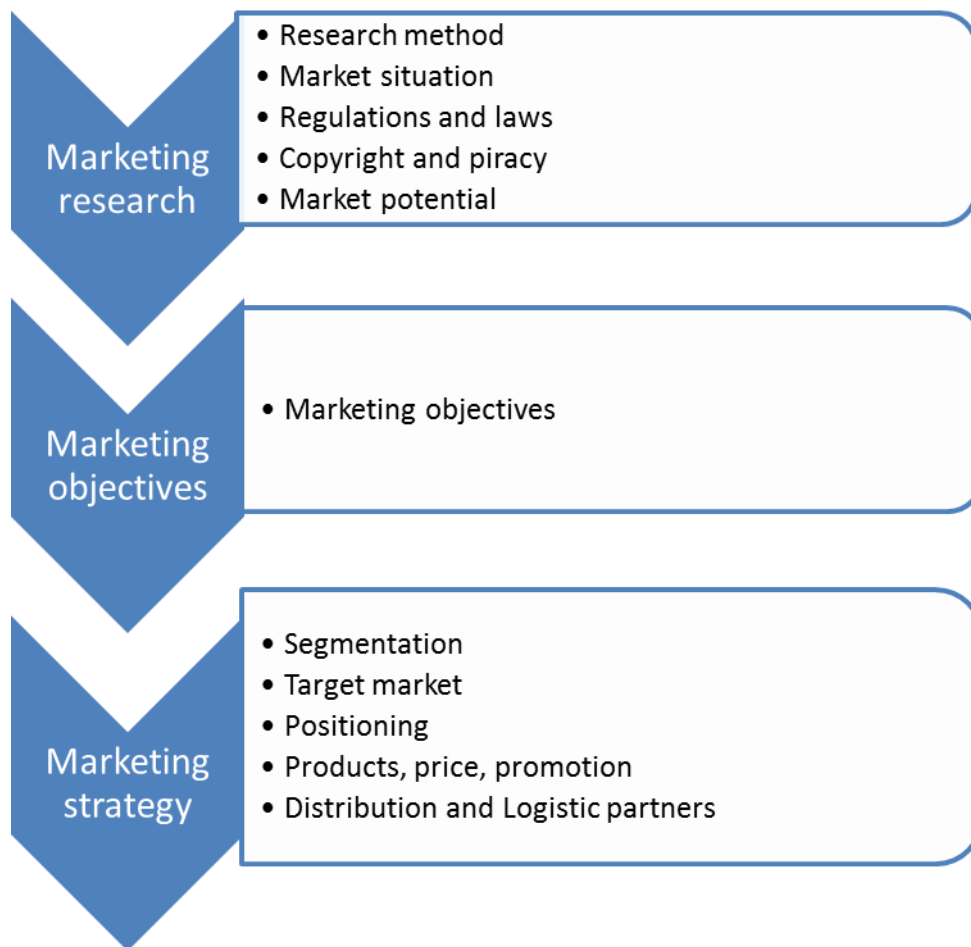 Marketing
research
• Research method
• Market situation
• Regulations and laws
• Copyright and piracy
• Market potential
Marketing
objectives
• Marketing objectives
Marketing
strategy
• Segmentation
• Target market
• Positioning
• Products, price, promotion
• Distribution and Logistic partners